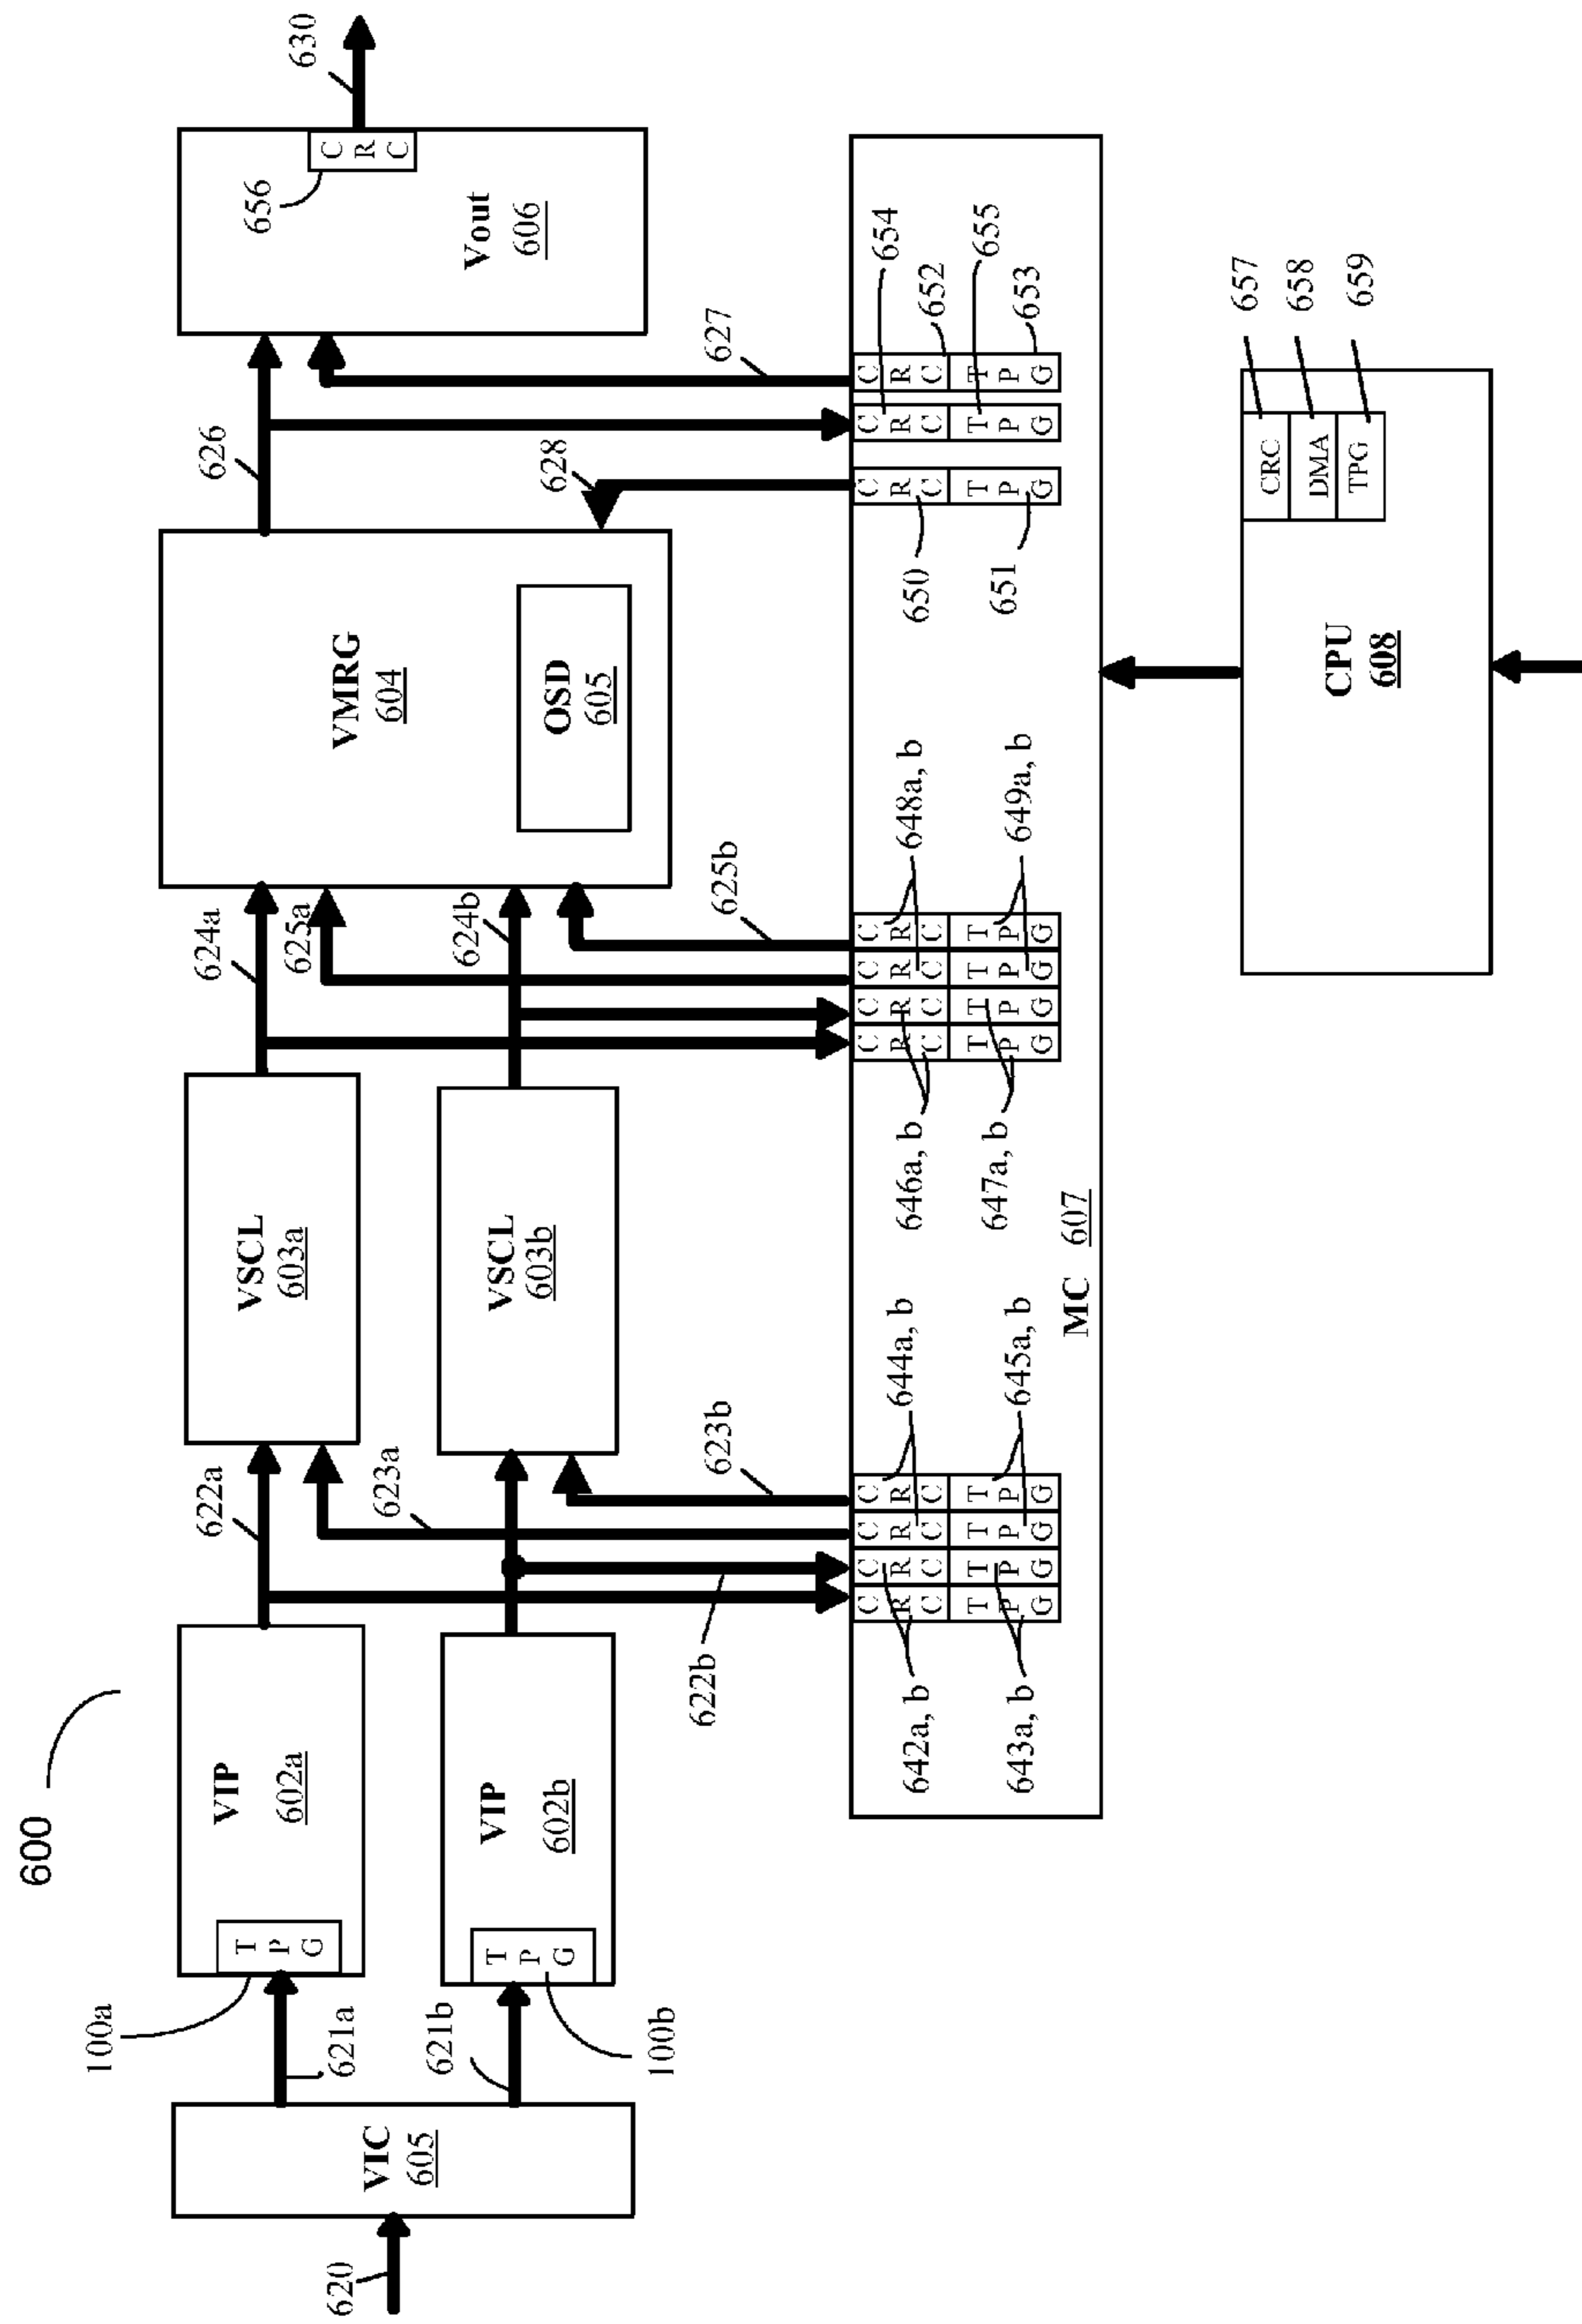 600
620
VIC
605
621a
621b
100a
100b
T
P
G
VIP
602a
T
P
G
VIP
602b
622a
622b
623a
623b
VSCL
603a
VSCL
603b
624a
625a
624b
625b
VMRG
604
OSD
605
626
628
627
Vout
606
656
C
R
C
630
C
R
C
T
P
G
C
R
C
T
P
G
C
R
C
T
P
G
C
R
C
T
P
G
642a, b
643a, b
644a, b
645a, b
MC 607
C
R
C
T
P
G
C
R
C
T
P
G
C
R
C
T
P
G
C
R
C
T
P
G
646a, b
647a, b
648a, b
649a, b
C
R
C
T
P
G
650
651
C
R
C
T
P
G
C
R
C
T
P
G
654
652
655
653
CPU
608
CRC
DMA
TPG
657
658
659